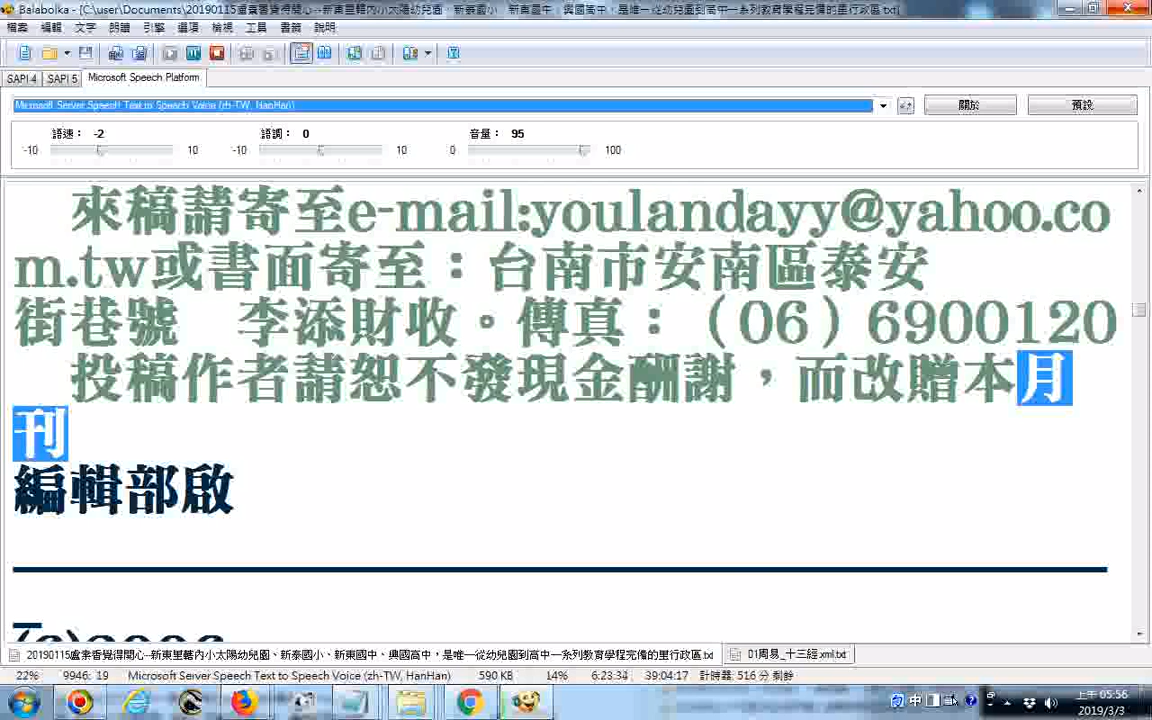 Balabolka - [C:\user\Documents\20190115盧素香覺得開心--新東里轄內小太陽幼兒園、新泰國小、新東國中、興國高中，是唯一從幼兒園到高中一系列教育學程完備的里行政區.txt]
檔案 編輯 文字 朗讀 引擎 選項 檢視 工具 書籤 說明
SAPI 4 SAPI 5 Microsoft Speech Platform
Microsoft Server Speech Text to Speech Voice (zh-TW, HanHan)
關於 預設
語速： -2 語調： 0 音量： 95
-10 10 -10 10 0 100
來稿請寄至e-mail:youlandayy@yahoo.co
m.tw或書面寄至：台南市安南區泰安
街巷號 李添財收。傳真：（06）6900120
投稿作者請恕不發現金酬謝，而改贈本月
刊
編輯部啟
20190115盧素香覺得開心--新東里轄內小太陽幼兒園、新泰國小、新東國中、興國高中，是唯一從幼兒園到高中一系列教育學程完備的里行政區.txt 01周易_十三經.xml.txt
22% 9946: 19 Microsoft Server Speech Text to Speech Voice (zh-TW, HanHan) 590 KB 14% 6:23:34 39:04:17 計時器: 516 分 剩餘
中
上午 05:56
2019/3/3